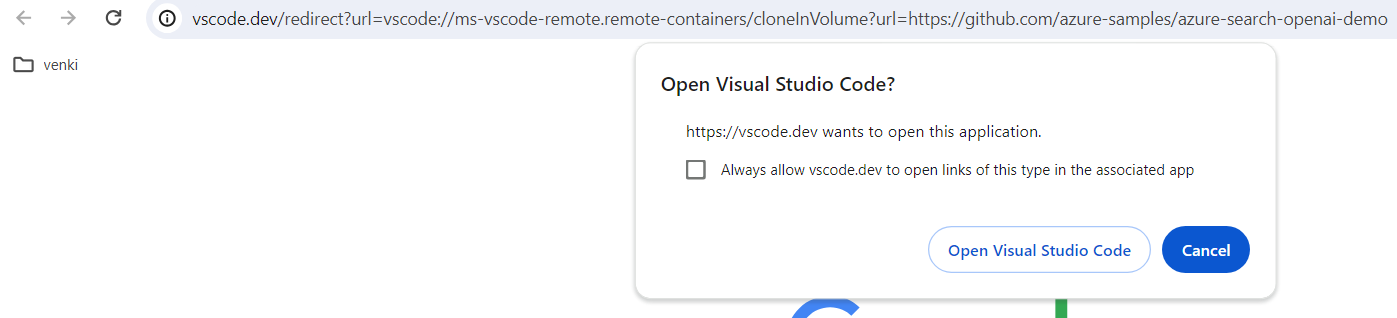 vscode.dev/redirect?url=vscode://ms-vscode-remote.remote-containers/cloneInVolume?url=https://github.com/azure-samples/azure-search-openai-demo
venki
Open Visual Studio Code?
https://vscode.dev wants to open this application.
Always allow vscode.dev to open links of this type in the associated app
Open Visual Studio Code Cancel